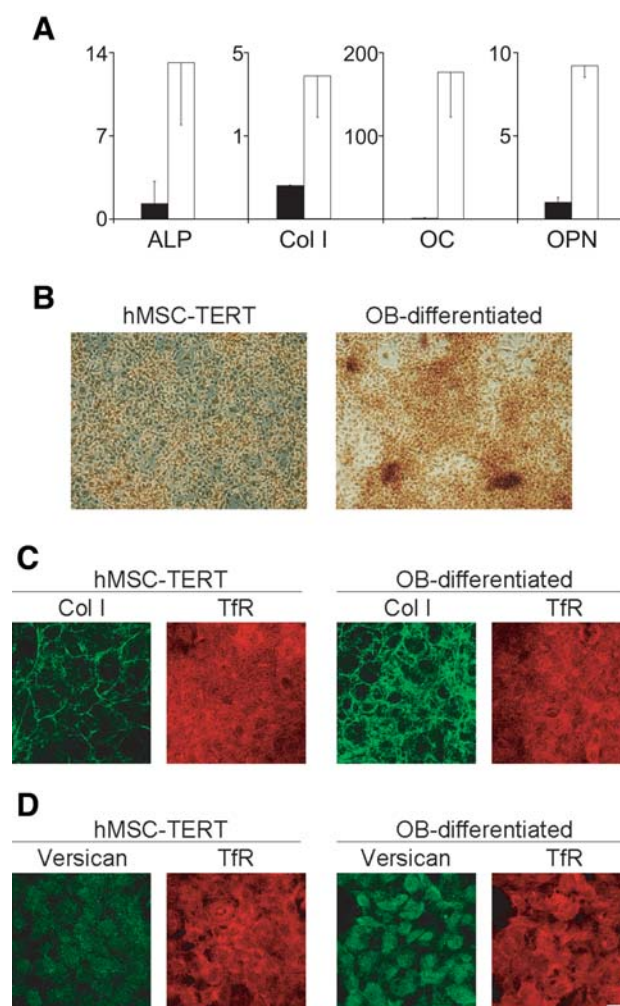 A
14
7
0
5
1
200
100
10
5
ALP
Col I
OC
OPN
B
hMSC-TERT
OB-differentiated
C
hMSC-TERT
OB-differentiated
Col I
TfR
Col I
TfR
D
hMSC-TERT
OB-differentiated
Versican
TfR
Versican
TfR